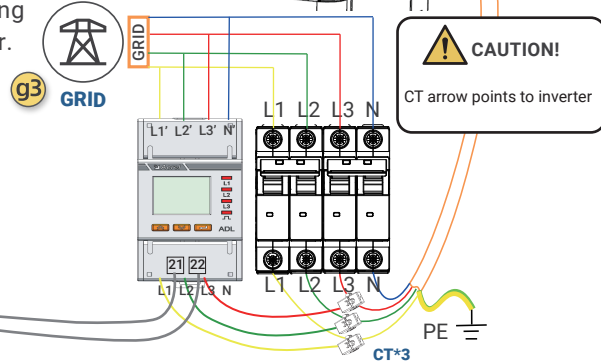 ng
r.
GRID
g3
GRID
CAUTION!
CT arrow points to inverter
L1 L2 L3 N
L1' L2' L3' N'
L1
L2
L3
ADL
21 22
L1 L2 L3 N
L1 L2 L3 N
PE
CT*3